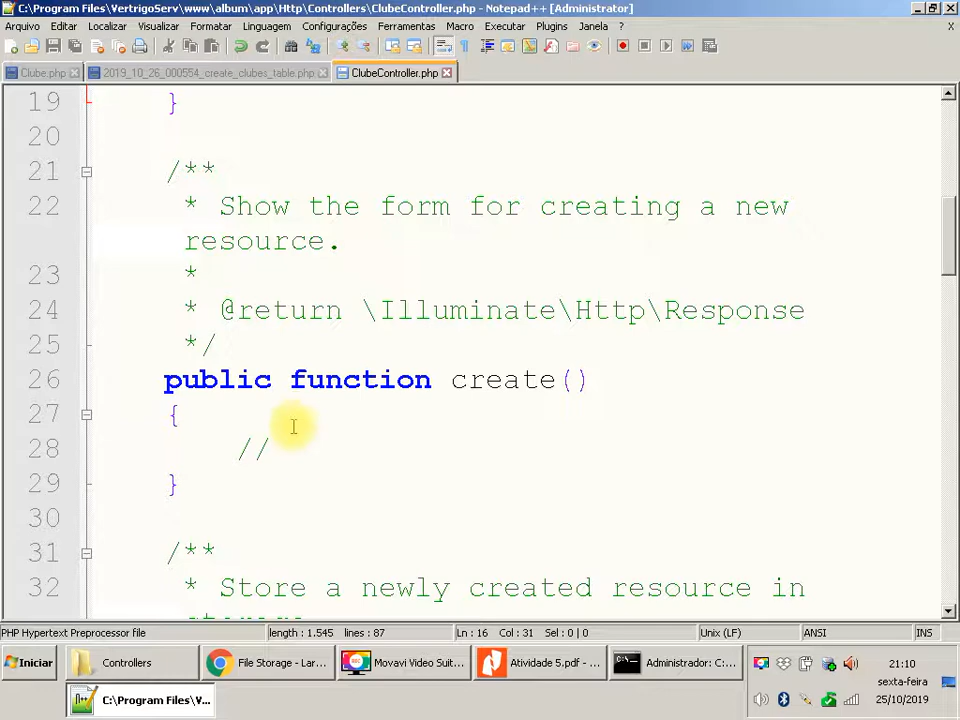 C:\Program Files\VertrigoServ\www\album\app\Http\Controllers\ClubeController.php - Notepad++ [Administrator]
Arquivo Editar Localizar Visualizar Formatar Linguagem Configurações Ferramentas Macro Executar Plugins Janela ? X
Clube.php 2019_10_26_000554_create_clubes_table.php ClubeController.php
19 }
20
21 /**
22 * Show the form for creating a new
resource.
23 *
24 * @return \Illuminate\Http\Response
25 */
26 public function create()
27 {
28 //
29 }
30
31 /**
32 * Store a newly created resource in
PHP Hypertext Preprocessor file length : 1.545 lines : 87 Ln : 16 Col : 31 Sel : 0 | 0 Unix (LF) ANSI INS
Iniciar Controllers File Storage - Lar... Movavi Video Suit... Atividade 5.pdf - ... Administrador: C:... 21:10
sexta-feira
C:\Program Files\V... 25/10/2019